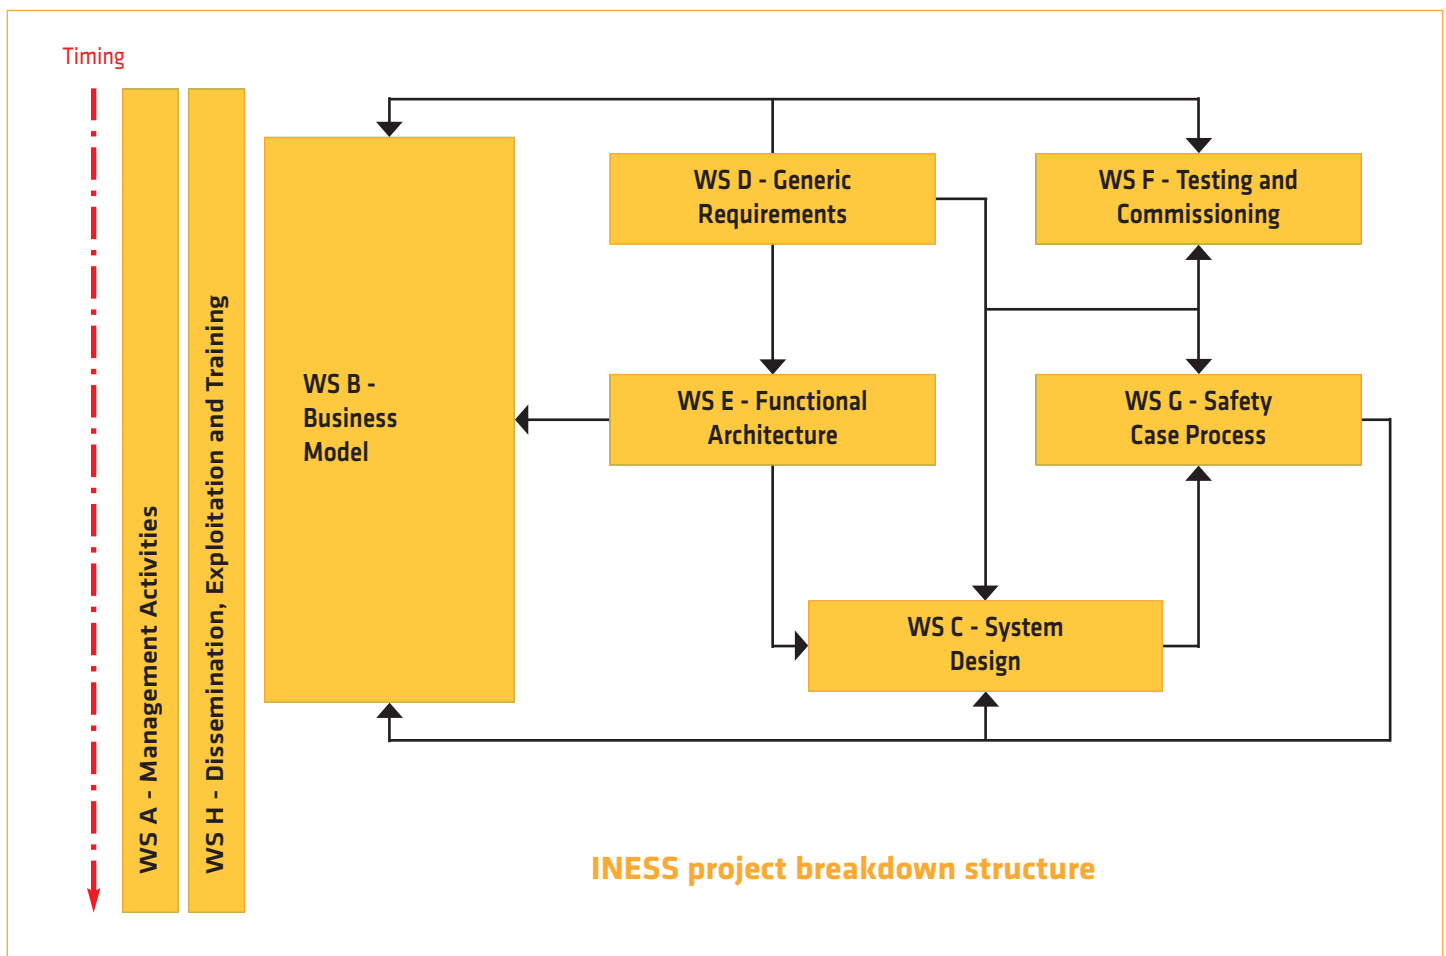 Timing
WS A - Management Activities
WS H - Dissemination, Exploitation and Training
WS B -
Business
Model
WS D - Generic
Requirements
WS F - Testing and
Commissioning
WS E - Functional
Architecture
WS G - Safety
Case Process
WS C - System
Design
INESS project breakdown structure